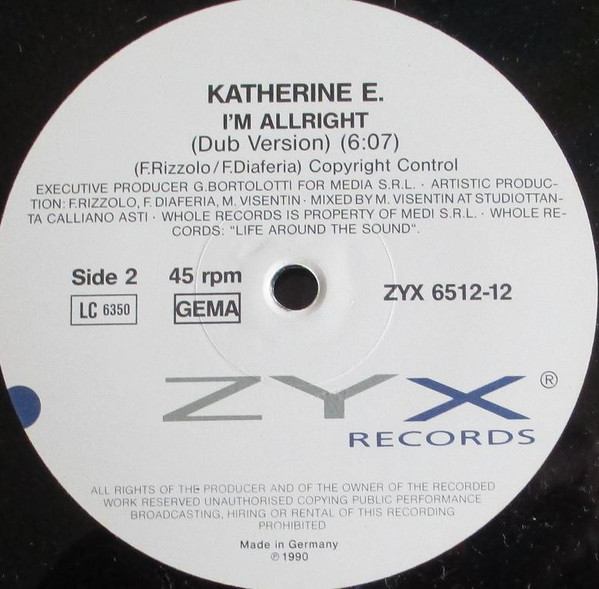 KATHERINE E.
I'M ALLRIGHT
(Dub Version) (6:07)
(F.Rizzolo/F.Diaferia) Copyright Control
EXECUTIVE PRODUCER G.BORTOLOTTI FOR MEDIA S.R.L. · ARTISTIC PRODUC-
TION: F.RIZZOLO, F. DIAFERIA, M. VISENTIN · MIXED BY M. VISENTIN AT STUDIOTTAN-
TA CALLIANO ASTI · WHOLE RECORDS IS PROPERTY OF MEDI S.R.L. · WHOLE RE-
CORDS: "LIFE AROUND THE SOUND".
Side 2 45 rpm
LC 6350 GEMA
ZYX 6512-12
ZYX ®
RECORDS
ALL RIGHTS OF THE PRODUCER AND OF THE OWNER OF THE RECORDED
WORK RESERVED UNAUTHORISED COPYING PUBLIC PERFORMANCE
BROADCASTING, HIRING OR RENTAL OF THIS RECORDING
PROHIBITED
Made in Germany
℗ 1990